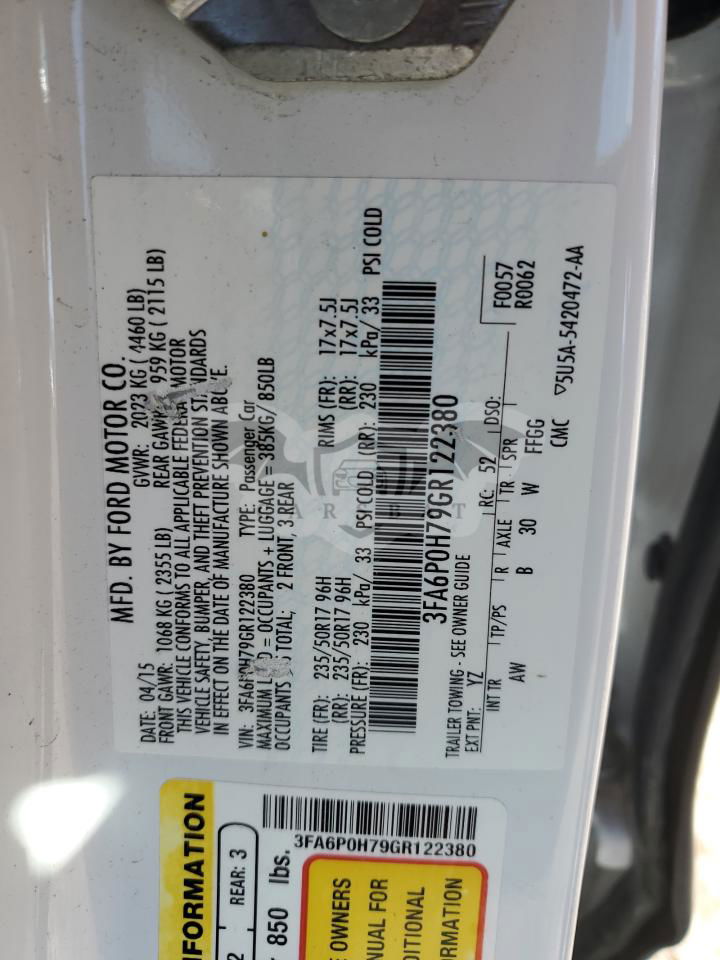 MFD. BY FORD MOTOR CO.
DATE: 04/15 GVWR: 2023 KG ( 4460 LB)
FRONT GAWR: 1068 KG ( 2355 LB) REAR GAWR: 959 KG ( 2115 LB)
THIS VEHICLE CONFORMS TO ALL APPLICABLE FEDERAL MOTOR
VEHICLE SAFETY, BUMPER, AND THEFT PREVENTION STANDARDS
IN EFFECT ON THE DATE OF MANUFACTURE SHOWN ABOVE.
VIN: 3FA6P0H79GR122380 TYPE: Passenger Car
MAXIMUM = OCCUPANTS + LUGGAGE = 385KG/ 850LB
OCCUPANTS TOTAL; 2 FRONT, 3 REAR
TIRE (FR): 235/50R17 96H RIMS (FR): 17x7.5J
(RR): 235/50R17 96H (RR): 17x7.5J
PRESSURE (FR): 230 kPa/ 33 PSI COLD (RR): 230 kPa/ 33 PSI COLD
3FA6P0H79GR122380
TRAILER TOWING - SEE OWNER GUIDE
EXT PNT: YZ RC: 52 DSO:
F0057
R0062
INT TR TP/PS R AXLE TR SPR
AW B 30 W FFGG
CMC ▽5U5A-5420472-AA
NFORMATION
2 REAR: 3
850 lbs.
3FA6P0H79GR122380
E OWNERS
NUAL FOR
DITIONAL
ORMATION